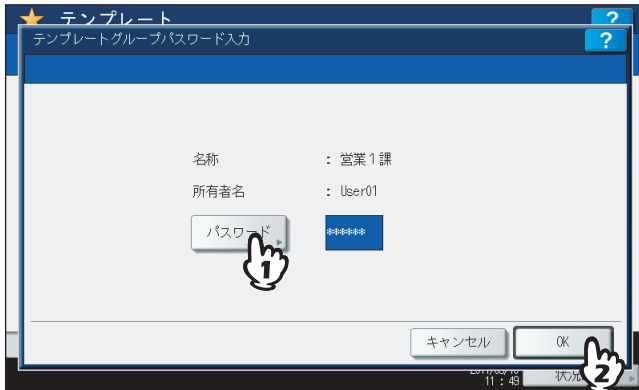 テンプレート ?
テンプレートグループパスワード入力 ?
名称 : 営業1課
所有者名 : User01
パスワード ******
1
キャンセル OK
11:49 状況
2